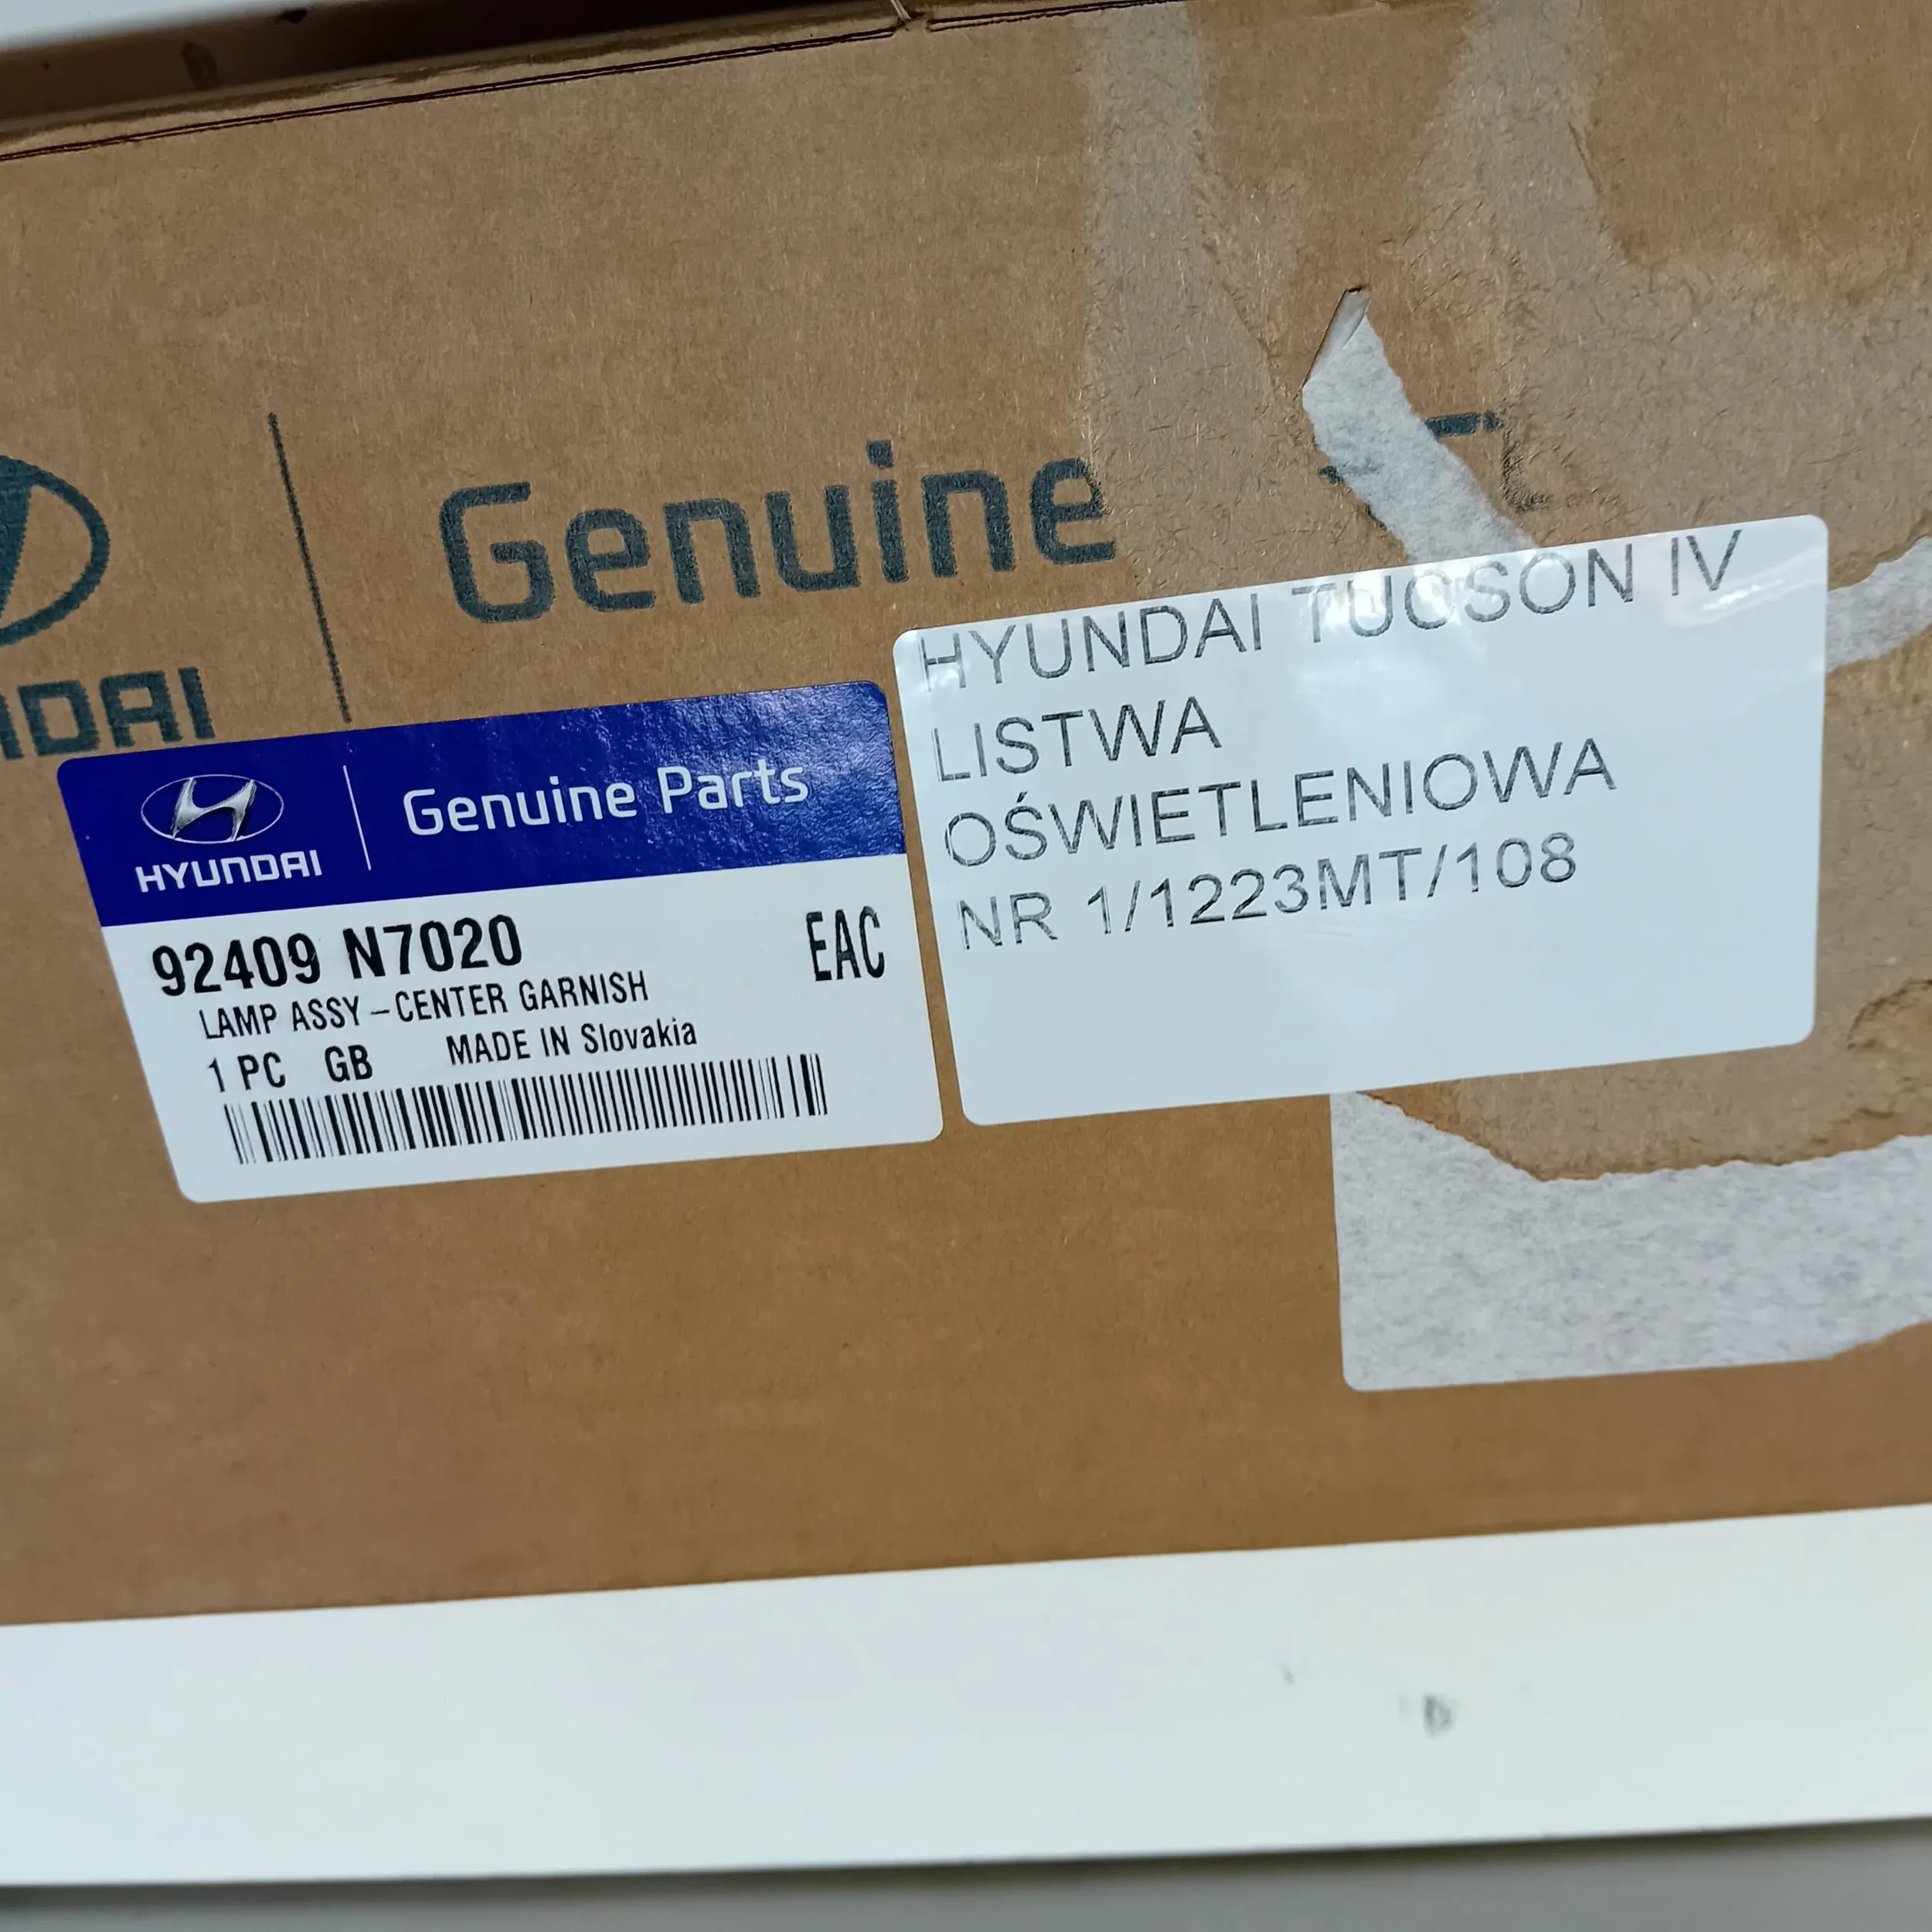 Genuine
HYUNDAI
Genuine Parts
92409 N7020
EAC
LAMP ASSY-CENTER GARNISH
1 PC GB MADE IN Slovakia
HYUNDAI TUCSON IV
LISTWA
OŚWIETLENIOWA
NR 1/1223MT/108